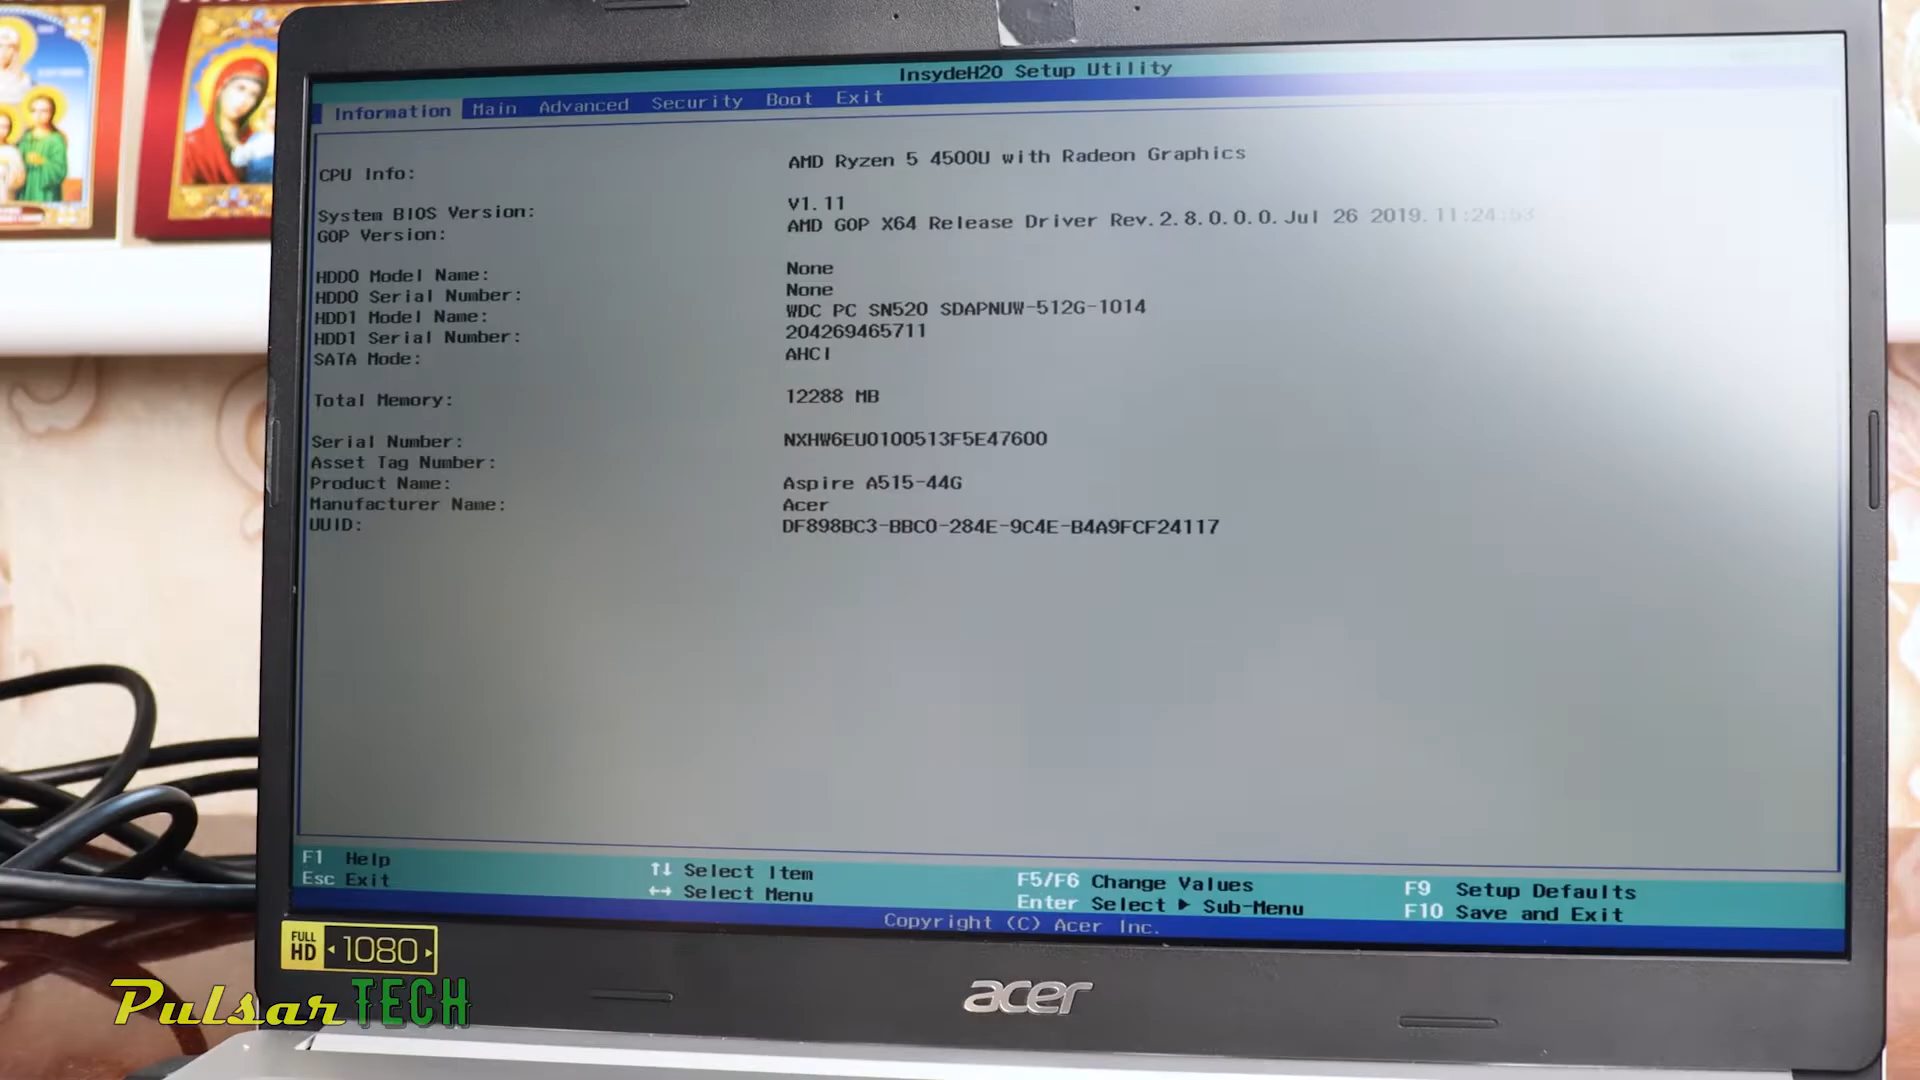 InsydeH20 Setup Utility
Information Main Advanced Security Boot Exit
CPU Info: AMD Ryzen 5 4500U with Radeon Graphics
System BIOS Version: V1.11
GOP Version: AMD GOP X64 Release Driver Rev.2.8.0.0.0.Jul 26 2019.11:24:53
HDD0 Model Name: None
HDD0 Serial Number: None
HDD1 Model Name: WDC PC SN520 SDAPNUW-512G-1014
HDD1 Serial Number: 204269465711
SATA Mode: AHCI
Total Memory: 12288 MB
Serial Number: NXHW6EU0100513F5E47600
Asset Tag Number:
Product Name: Aspire A515-44G
Manufacturer Name: Acer
UUID: DF898BC3-BBC0-284E-9C4E-B4A9FCF24117
F1 Help ↑↓ Select Item F5/F6 Change Values F9 Setup Defaults
Esc Exit ↔ Select Menu Enter Select ▶ Sub-Menu F10 Save and Exit
Copyright (C) Acer Inc.
FULL HD 1080
acer
Pulsar TECH